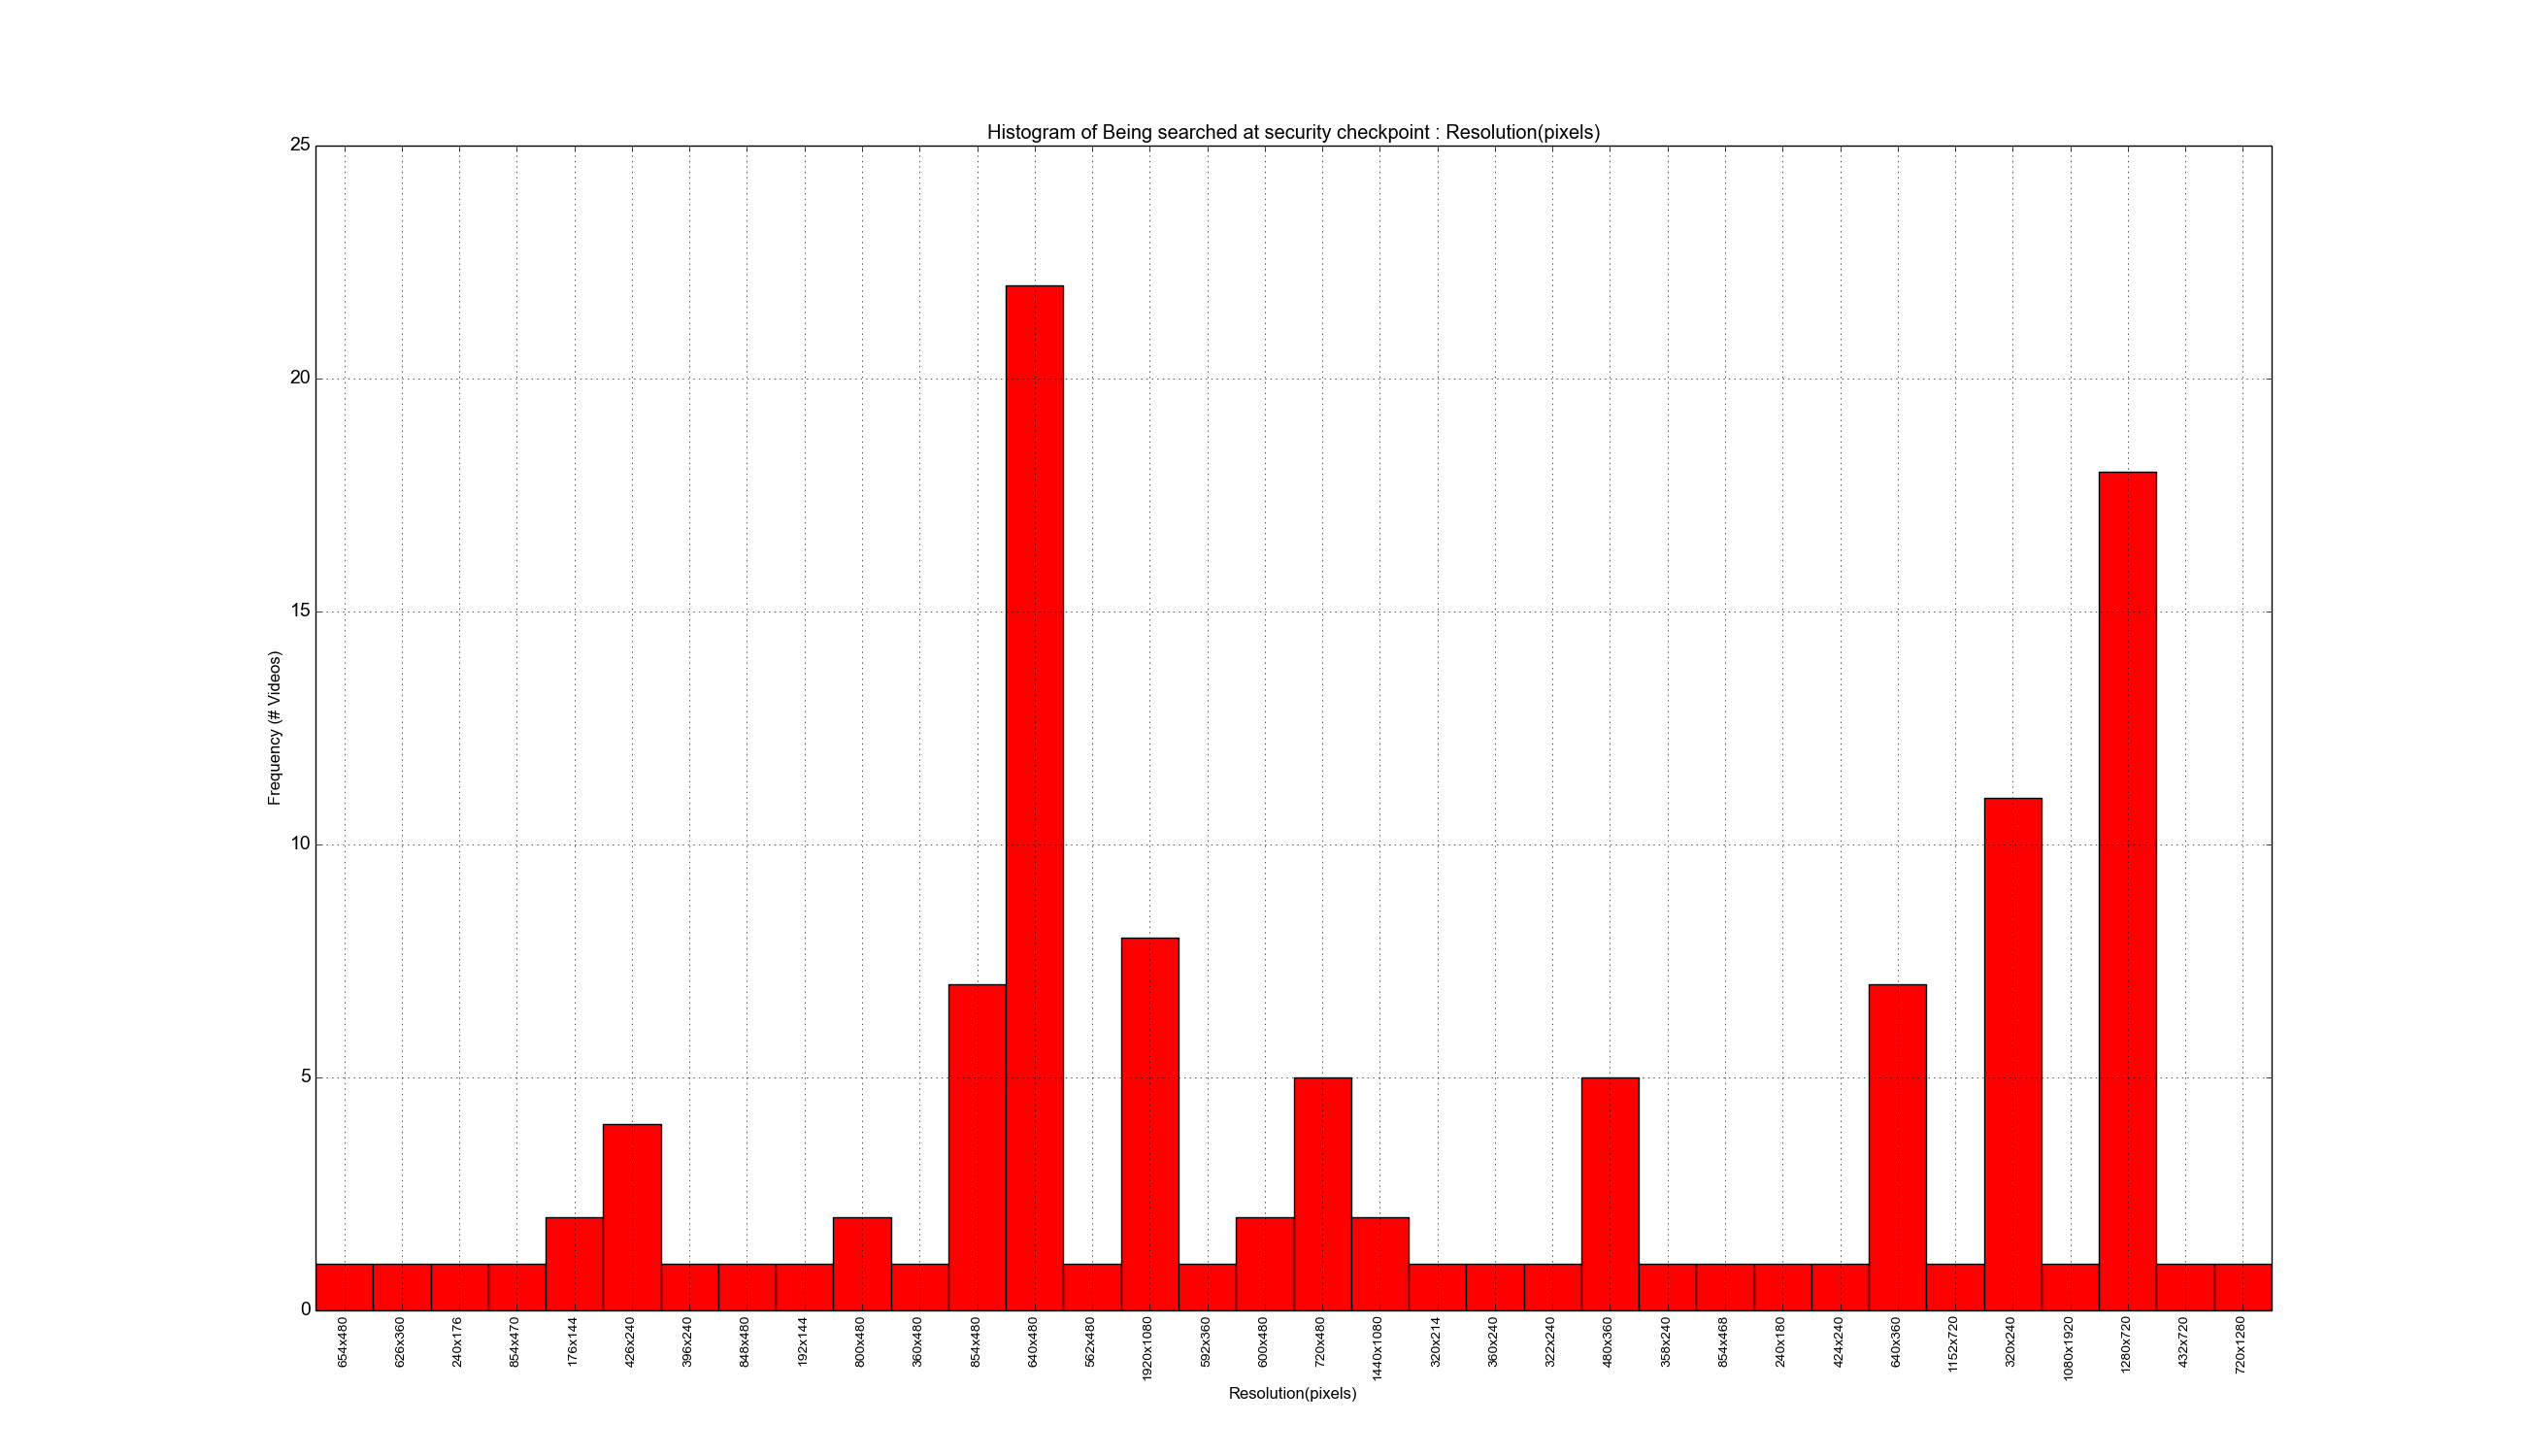 Histogram of Being searched at security checkpoint : Resolution(pixels)
25
20
15
10
5
0
Frequency (# Videos)
654x480
626x360
240x176
854x470
176x144
426x240
396x240
848x480
192x144
800x480
360x480
854x480
640x480
562x480
1920x1080
592x360
600x480
720x480
1440x1080
320x214
360x240
322x240
480x360
358x240
854x468
240x180
424x240
640x360
1152x720
320x240
1080x1920
1280x720
432x720
720x1280
Resolution(pixels)